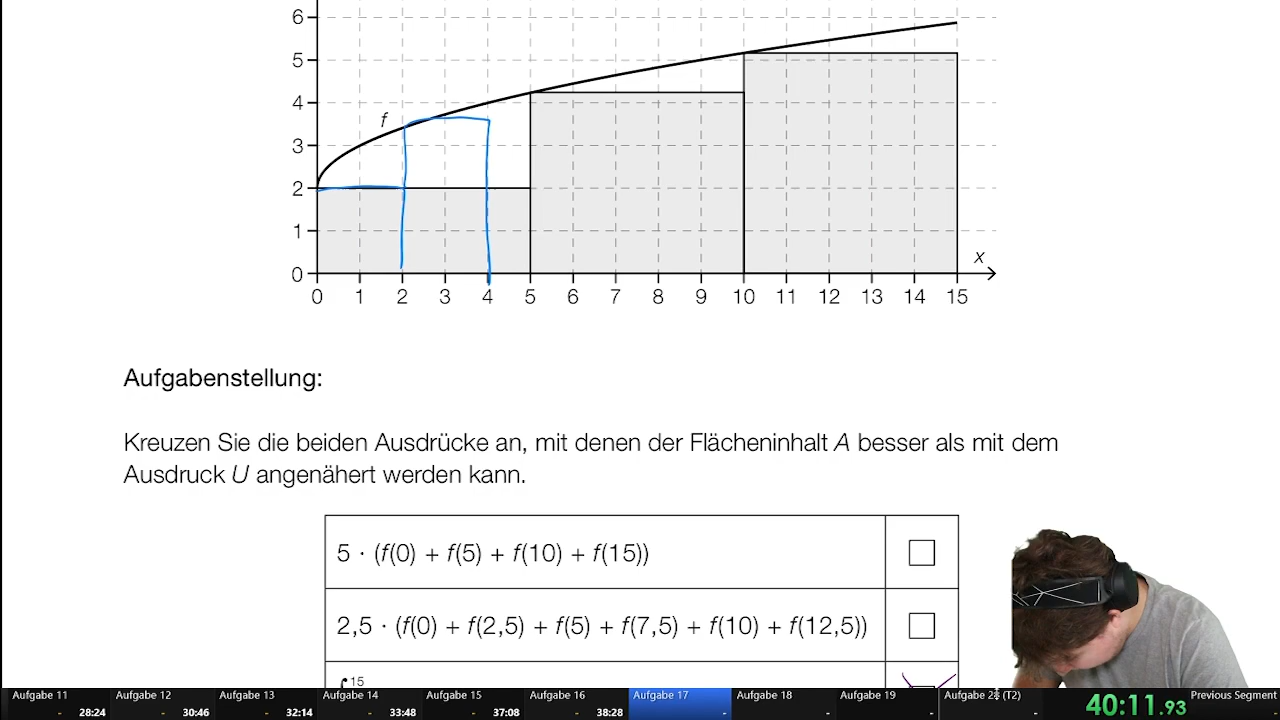 6
5
4
f
3
2
1
x
0
0 1 2 3 4 5 6 7 8 9 10 11 12 13 14 15
Aufgabenstellung:
Kreuzen Sie die beiden Ausdrücke an, mit denen der Flächeninhalt A besser als mit dem
Ausdruck U angenähert werden kann.
5 · (f(0) + f(5) + f(10) + f(15))
2,5 · (f(0) + f(2,5) + f(5) + f(7,5) + f(10) + f(12,5))
15
Aufgabe 11 Aufgabe 12 Aufgabe 13 Aufgabe 14 Aufgabe 15 Aufgabe 16 Aufgabe 17 Aufgabe 18 Aufgabe 19 (T2) Previous Segment
- 28:24 - 30:46 - 32:14 - 33:48 - 37:08 - 38:28 - - - - 40:11.93 -